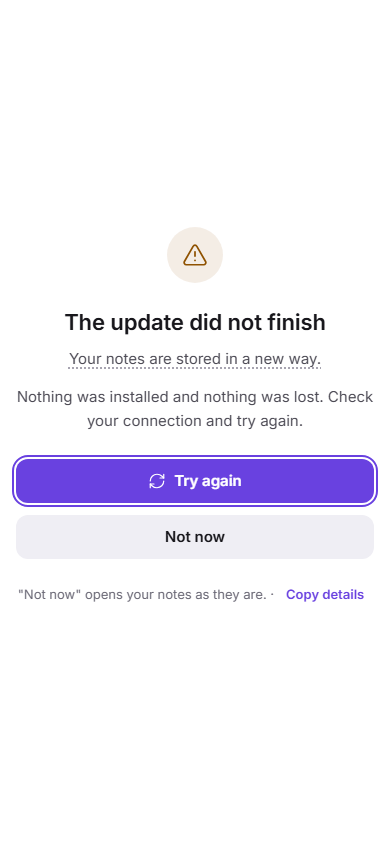 The update did not finish
Your notes are stored in a new way.
Nothing was installed and nothing was lost. Check
your connection and try again.
Try again
Not now
"Not now" opens your notes as they are. · Copy details